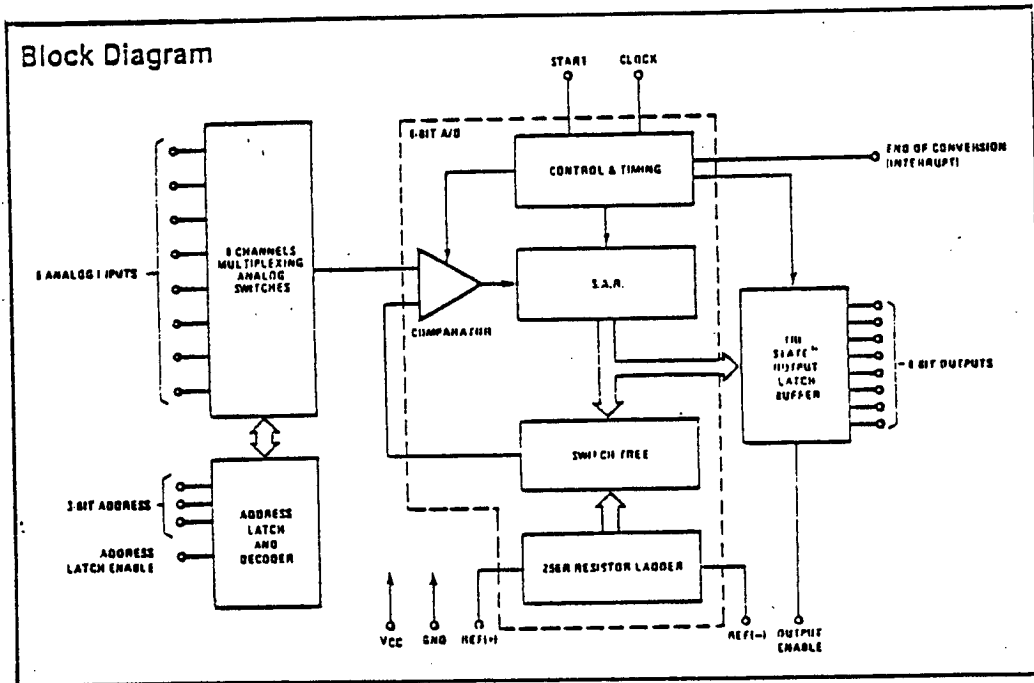 Block Diagram
START
CLOCK
8-BIT A/D
CONTROL & TIMING
END OF CONVERSION
(INTERRUPT)
8 ANALOG INPUTS
8 CHANNELS
MULTIPLEXING
ANALOG
SWITCHES
COMPARATOR
S.A.R.
TRI
STATE™
OUTPUT
LATCH
BUFFER
8-BIT OUTPUTS
SWITCH TREE
3-BIT ADDRESS
ADDRESS
LATCH ENABLE
ADDRESS
LATCH
AND
DECODER
256R RESISTOR LADDER
VCC
GND
REF(+)
REF(–)
OUTPUT
ENABLE